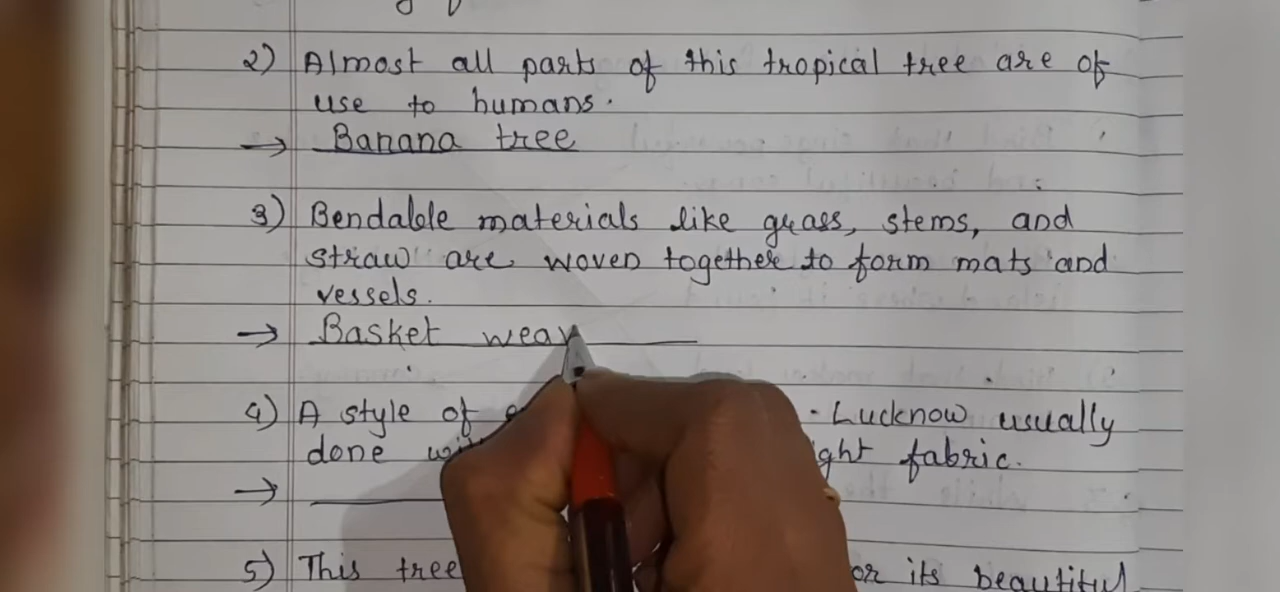 2) Almost all parts of this tropical tree are of
use to humans.
→ Banana tree
3) Bendable materials like grass, stems, and
straw are woven together to form mats and
vessels.
→ Basket weav
4) A style of Lucknow usually
done fabric.
→
5) This tree its beautiful